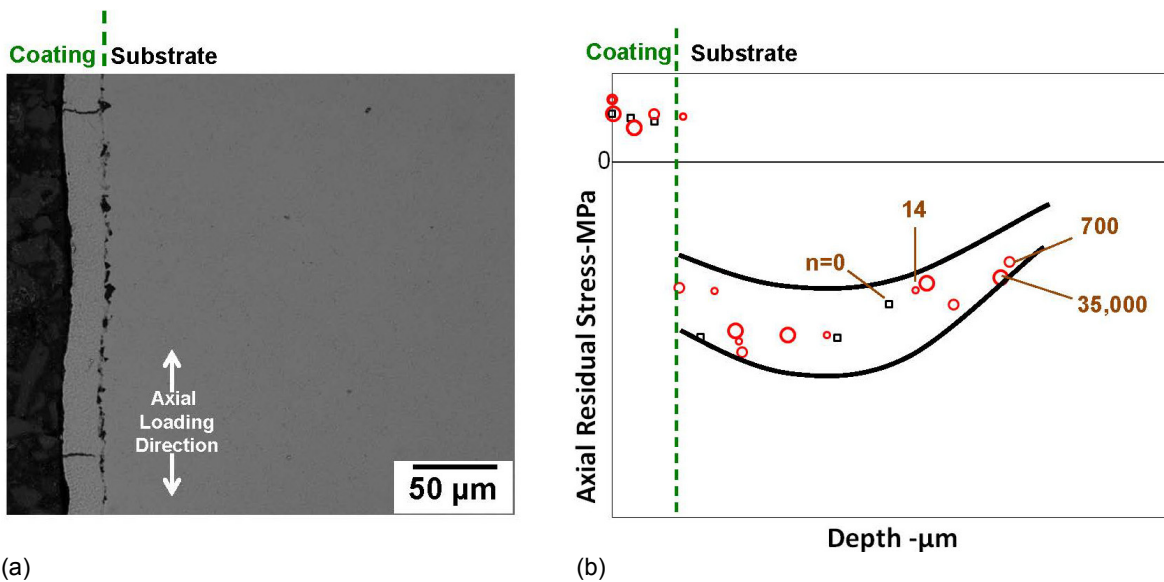 Coating Substrate
Axial
Loading
Direction
50 µm
(a)
Coating Substrate
0
Axial Residual Stress-MPa
n=0
14
700
35,000
Depth -µm
(b)